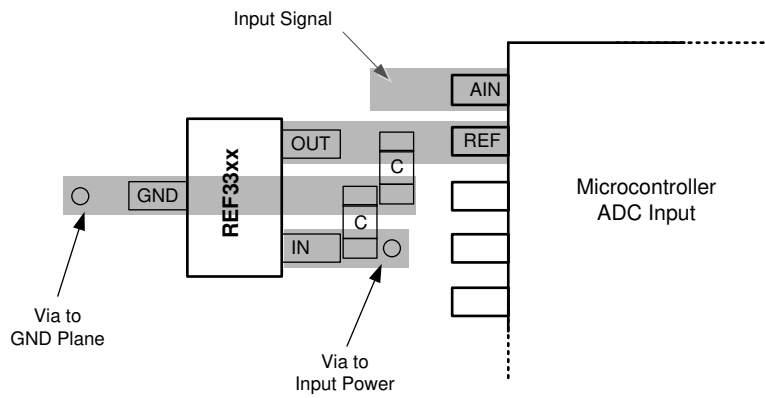 Input Signal
AIN
OUT
REF
C
GND
REF33xx
Microcontroller
ADC Input
C
IN
Via to
GND Plane
Via to
Input Power